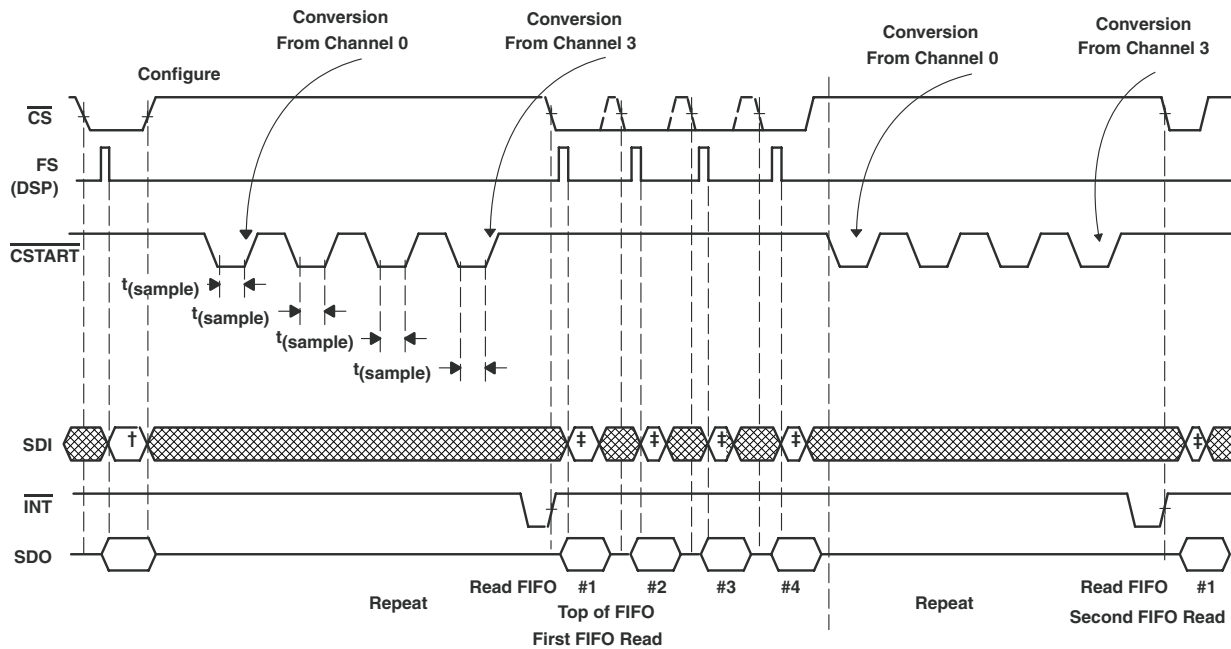 Conversion
From Channel 0
Conversion
From Channel 3
Conversion
From Channel 0
Conversion
From Channel 3
Configure
CS
FS
(DSP)
CSTART
t(sample)
t(sample)
t(sample)
t(sample)
SDI
†
‡
‡
‡
‡
‡
INT
SDO
Read FIFO
#1
#2
#3
#4
Read FIFO
#1
Repeat
Top of FIFO
First FIFO Read
Repeat
Second FIFO Read